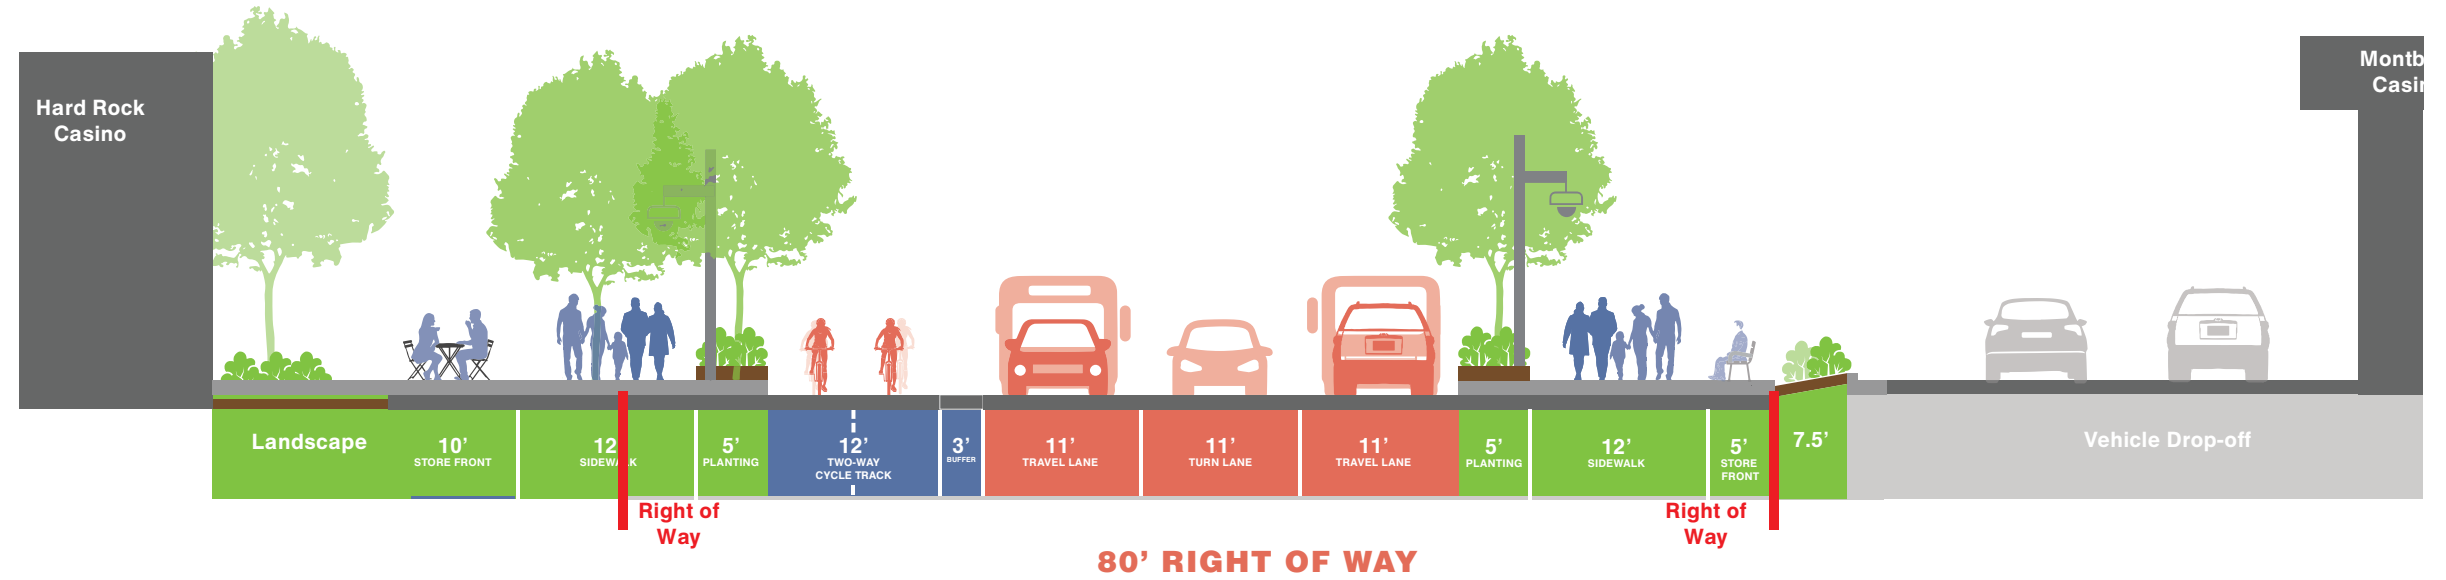 Hard Rock
Casino
Montb
Casir
Landscape
10’
STORE FRONT
12
SIDEWALK
5’
PLANTING
12’
TWO-WAY
CYCLE TRACK
3’
BUFFER
11’
TRAVEL LANE
11’
TURN LANE
11’
TRAVEL LANE
5’
PLANTING
12’
SIDEWALK
5’
STORE
FRONT
7.5’
Vehicle Drop-off
Right of
Way
Right of
Way
80’ RIGHT OF WAY